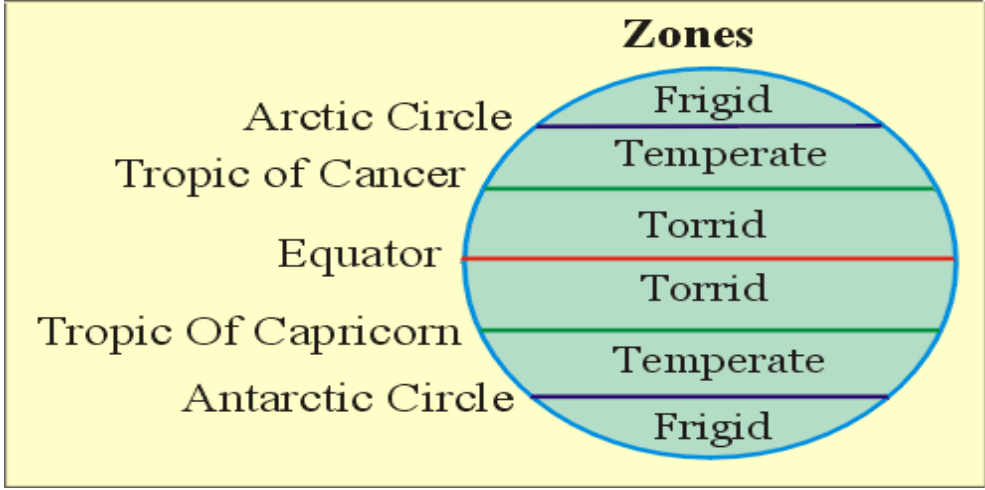 Zones
Frigid
Arctic Circle
Temperate
Tropic of Cancer
Torrid
Equator
Torrid
Tropic Of Capricorn
Temperate
Antarctic Circle
Frigid